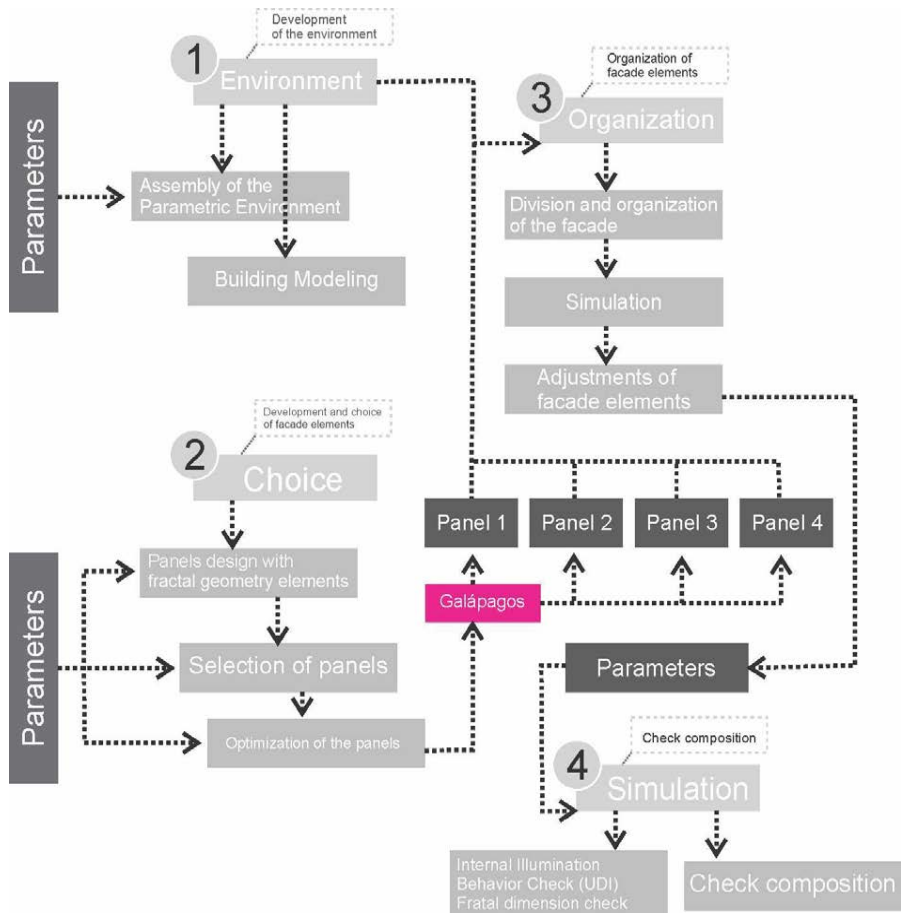 Development
of the environment
1
Environment
Parameters
Assembly of the
Parametric Environment
Building Modeling
Organization of
facade elements
3
Organization
Division and organization
of the facade
Simulation
Adjustments of
facade elements
Development and choice
of facade elements
2
Choice
Parameters
Panels design with
fractal geometry elements
Selection of panels
Optimization of the panels
Panel 1
Panel 2
Panel 3
Panel 4
Galápagos
Parameters
Check composition
4
Simulation
Internal Illumination
Behavior Check (UDI)
Fratal dimension check
Check composition